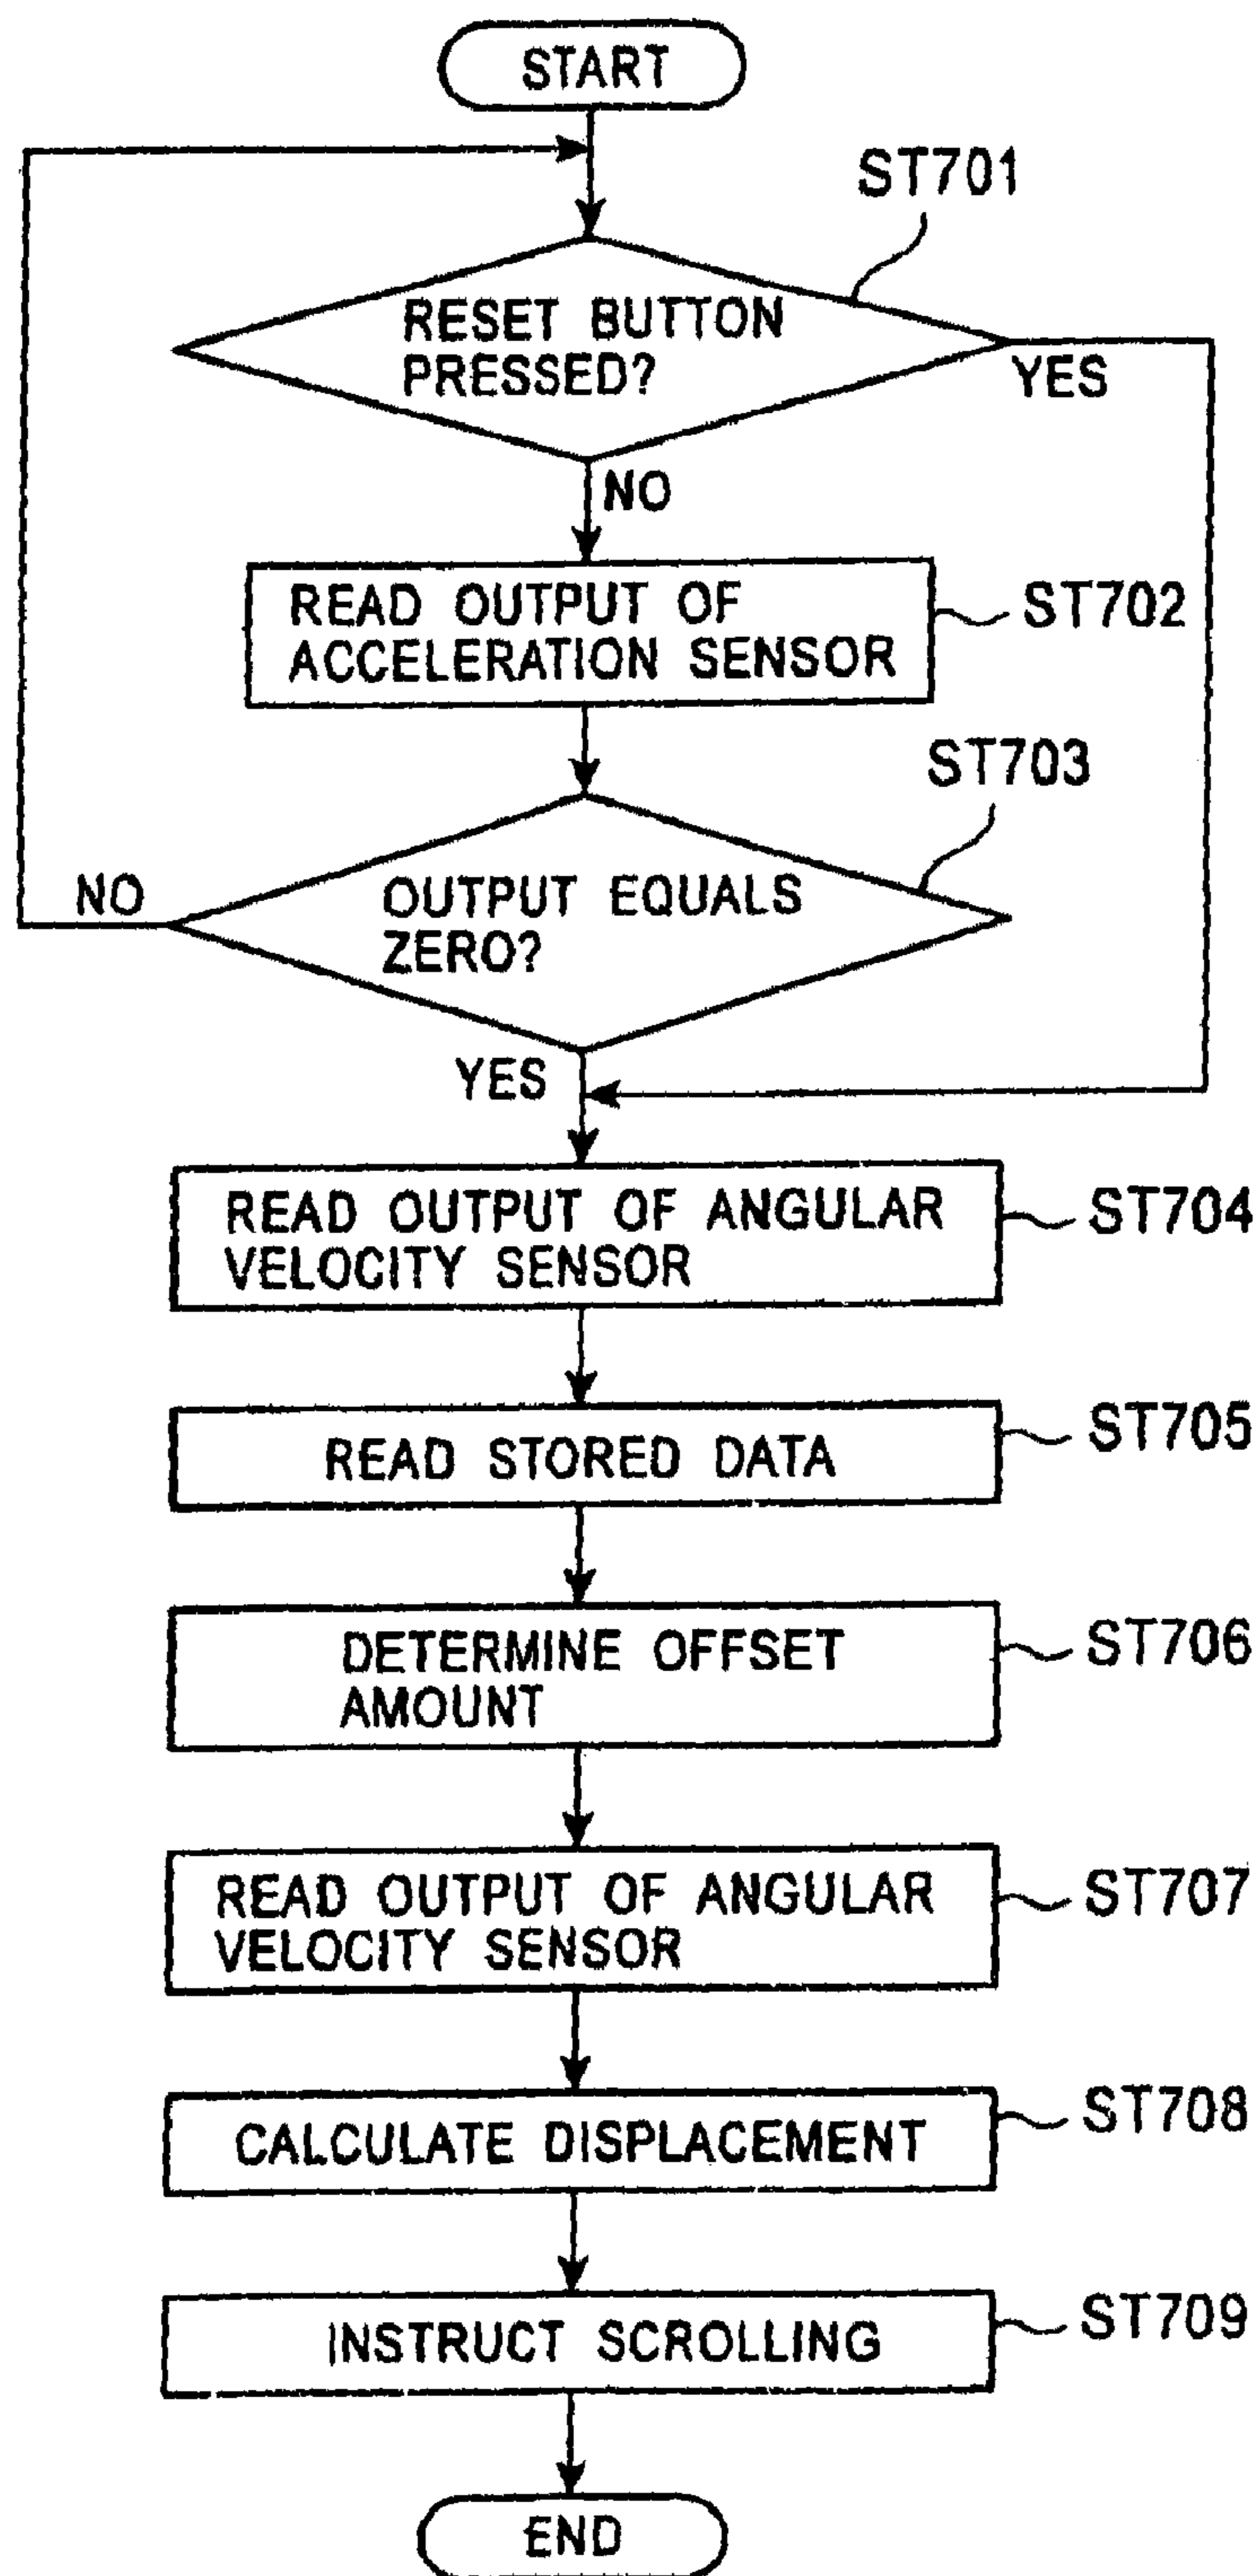 START
ST701
RESET BUTTON
PRESSED?
YES
NO
READ OUTPUT OF
ACCELERATION SENSOR
ST702
ST703
NO
OUTPUT EQUALS
ZERO?
YES
READ OUTPUT OF ANGULAR
VELOCITY SENSOR
ST704
READ STORED DATA
ST705
DETERMINE OFFSET
AMOUNT
ST706
READ OUTPUT OF ANGULAR
VELOCITY SENSOR
ST707
CALCULATE DISPLACEMENT
ST708
INSTRUCT SCROLLING
ST709
END